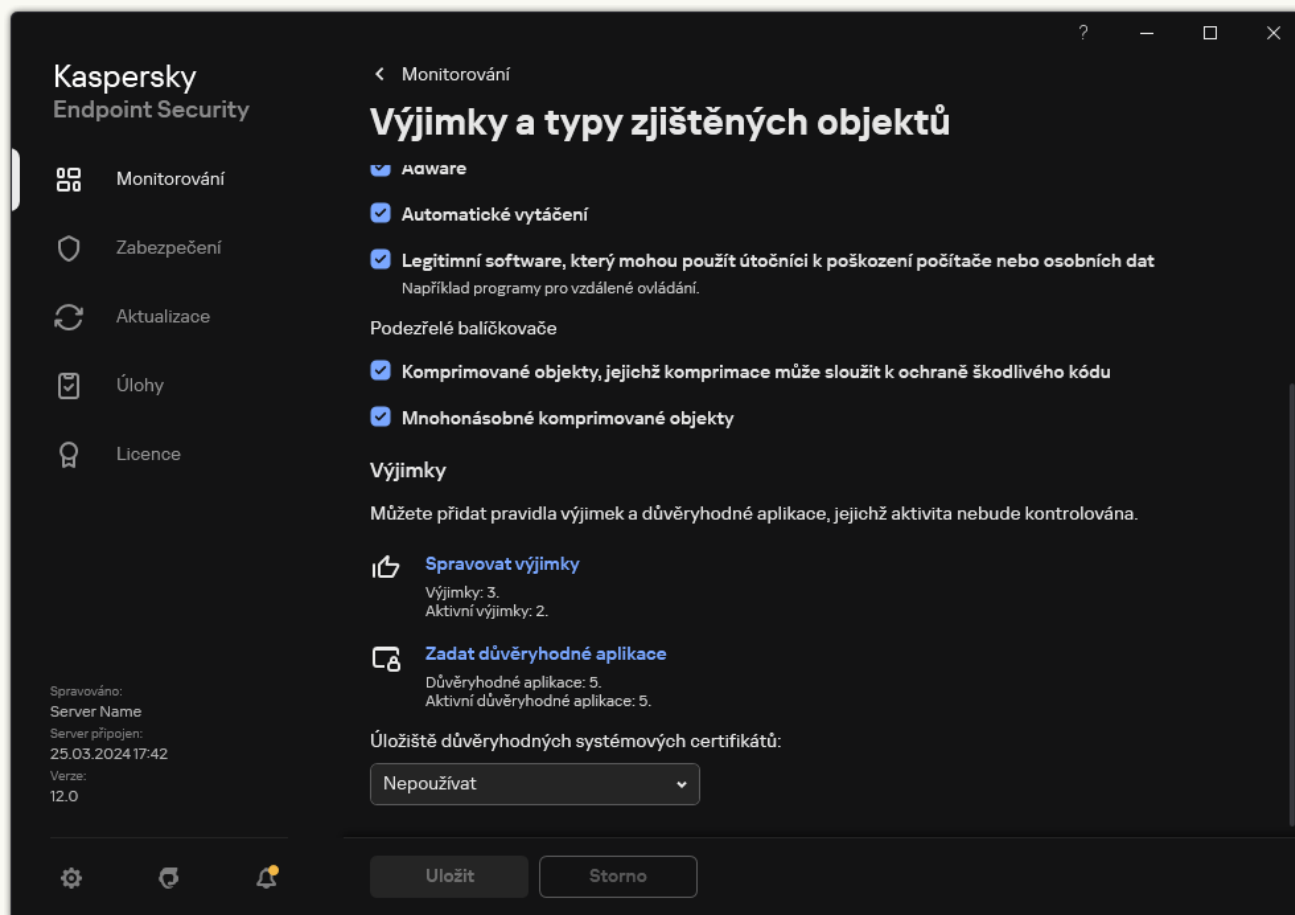 ?
Kaspersky
Endpoint Security
Monitorování
Zabezpečení
Aktualizace
Úlohy
Licence
Spravováno:
Server Name
Server připojen:
25.03.2024 17:42
Verze:
12.0
Monitorování
Výjimky a typy zjištěných objektů
Adware
Automatické vytáčení
Legitimní software, který mohou použít útočníci k poškození počítače nebo osobních dat
Například programy pro vzdálené ovládání.
Podezřelé balíčkovače
Komprimované objekty, jejichž komprimace může sloužit k ochraně škodlivého kódu
Mnohonásobné komprimované objekty
Výjimky
Můžete přidat pravidla výjimek a důvěryhodné aplikace, jejichž aktivita nebude kontrolována.
Spravovat výjimky
Výjimky: 3.
Aktivní výjimky: 2.
Zadat důvěryhodné aplikace
Důvěryhodné aplikace: 5.
Aktivní důvěryhodné aplikace: 5.
Úložiště důvěryhodných systémových certifikátů:
Nepoužívat
Uložit
Storno